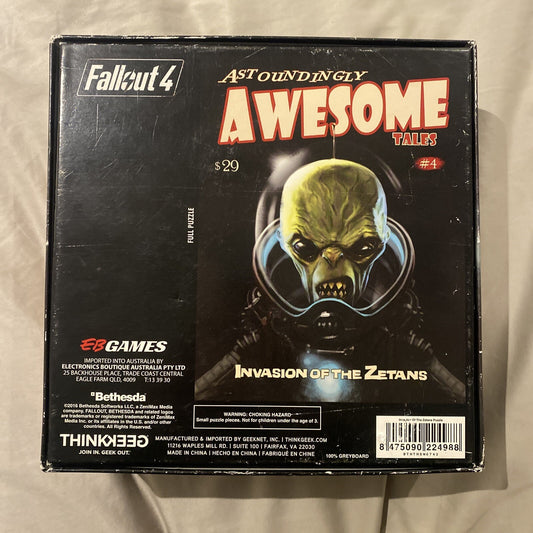 Fallout 4
ASTOUNDINGLY
AWESOME
TALES
$29
#4
FULL PUZZLE
INVASION OF THE ZETANS
EB GAMES
IMPORTED INTO AUSTRALIA BY
ELECTRONICS BOUTIQUE AUSTRALIA PTY LTD
25 BACKHOUSE PLACE, TRADE COAST CENTRAL
EAGLE FARM QLD, 4009 T:13 39 30
Bethesda
©2016 Bethesda Softworks LLC, a ZeniMax Media
company. FALLOUT, BETHESDA and related logos
are trademarks or registered trademarks of ZeniMax
Media Inc. or its affiliates in the U.S. and/or other
countries. All Rights Reserved.
THINKGEEK
JOIN IN. GEEK OUT.
WARNING: CHOKING HAZARD
Small puzzle pieces. Not for children under the age of 3.
MANUFACTURED & IMPORTED BY GEEKNET, INC. | THINKGEEK.COM
11216 WAPLES MILL RD. | SUITE 100 | FAIRFAX, VA 22030
MADE IN CHINA | HECHO EN CHINA | FABRIQUÉ EN CHINE
100% GREYBOARD
Of The Zetans Puzzle
8 475090 224988